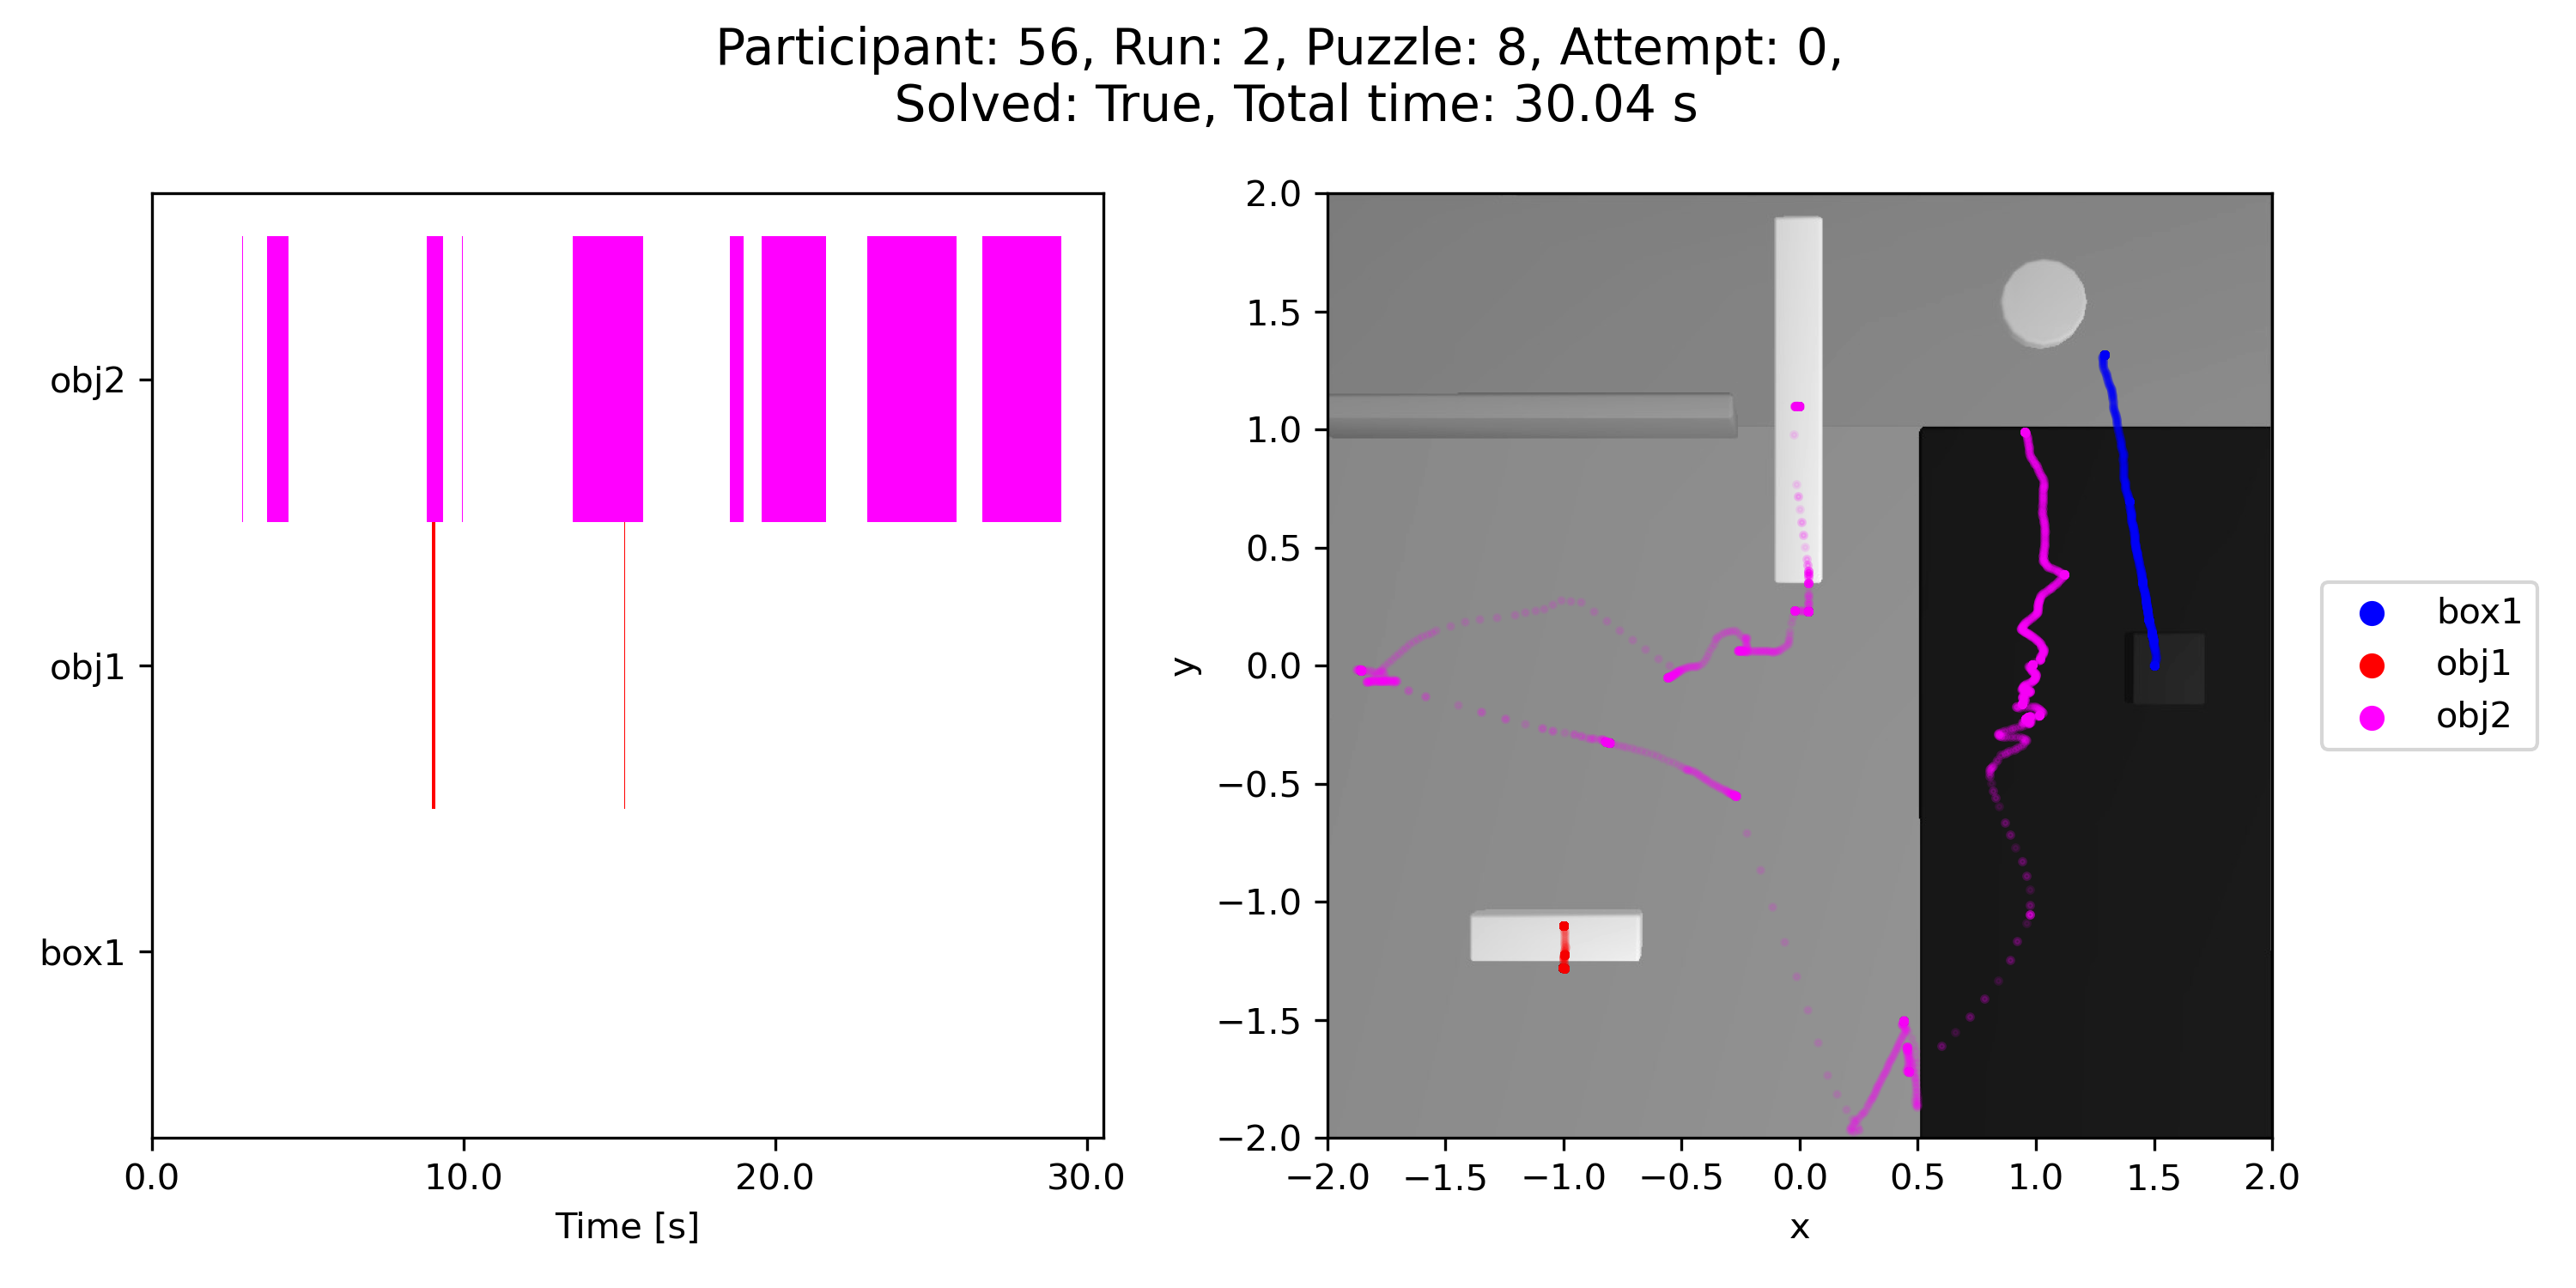 Participant: 56, Run: 2, Puzzle: 8, Attempt: 0,
Solved: True, Total time: 30.04 s
obj2
obj1
box1
0.0 10.0 20.0 30.0
Time [s]
2.0
1.5
1.0
0.5
0.0
−0.5
−1.0
−1.5
−2.0
y
−2.0 −1.5 −1.0 −0.5 0.0 0.5 1.0 1.5 2.0
x
box1
obj1
obj2